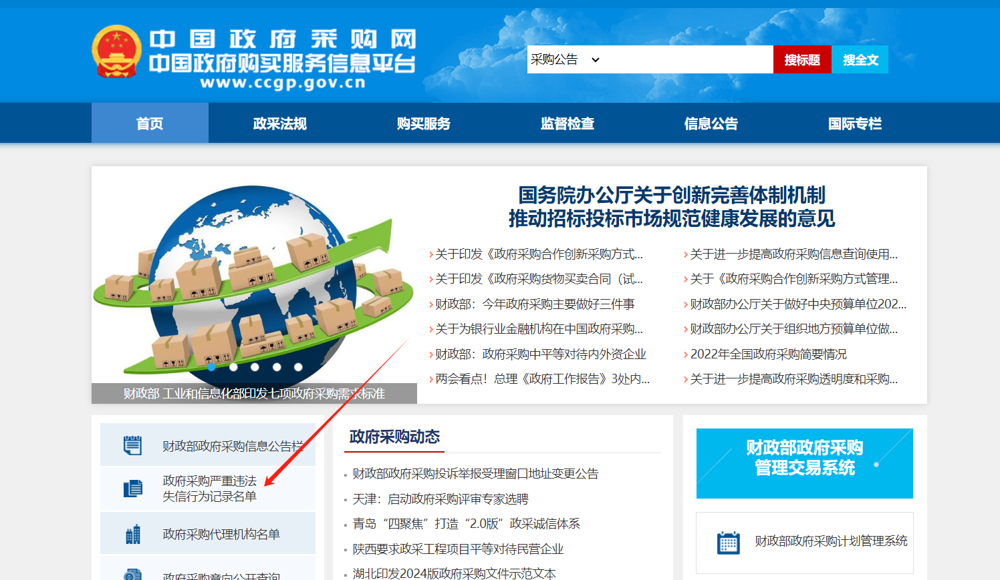 中国政府采购网
中国政府购买服务信息平台
www.ccgp.gov.cn
采购公告
搜标题
搜全文
首页
政采法规
购买服务
监督检查
信息公告
国际专栏
国务院办公厅关于创新完善体制机制
推动招标投标市场规范健康发展的意见
关于印发《政府采购合作创新采购方式...
关于印发《政府采购货物买卖合同（试...
财政部：今年政府采购主要做好三件事
关于为银行业金融机构在中国政府采购...
财政部：政府采购中平等对待内外资企业
两会看点！总理《政府工作报告》3处内...
关于进一步提高政府采购信息查询使用...
关于《政府采购合作创新采购方式管理...
财政部办公厅关于做好中央预算单位202...
财政部办公厅关于组织地方预算单位做...
2022年全国政府采购简要情况
关于进一步提高政府采购透明度和采购...
财政部 工业和信息化部印发七项政府采购需求标准
财政部政府采购信息公告栏
政府采购严重违法
失信行为记录名单
政府采购代理机构名单
政府采购意向公开查询
政府采购动态
财政部政府采购投诉举报受理窗口地址变更公告
天津：启动政府采购评审专家选聘
青岛“四聚焦”打造“2.0版”政采诚信体系
陕西要求政采工程项目平等对待民营企业
湖北印发2024版政府采购文件示范文本
财政部政府采购
管理交易系统
财政部政府采购计划管理系统